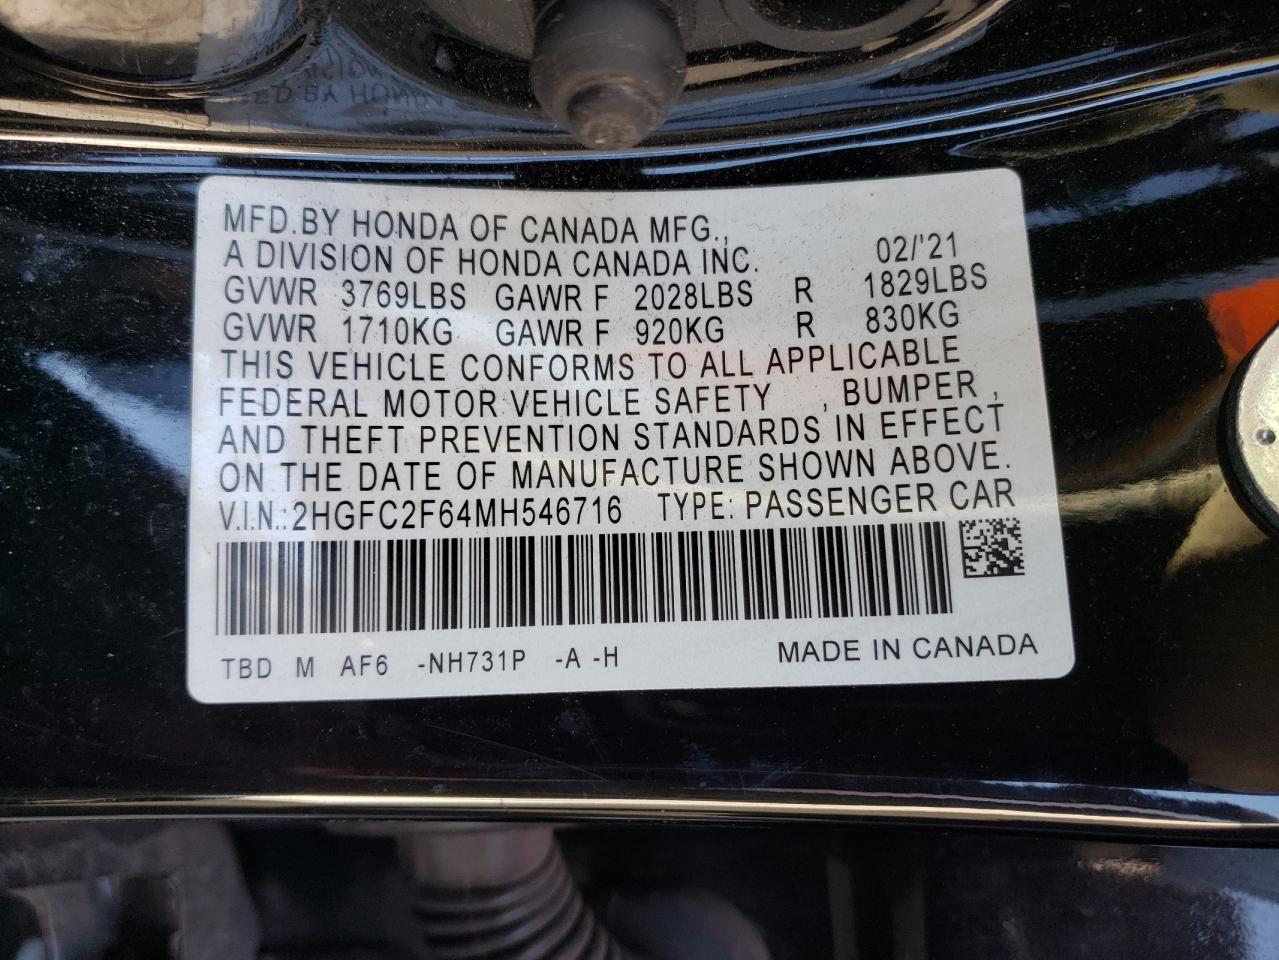 MFD.BY HONDA OF CANADA MFG.,
A DIVISION OF HONDA CANADA INC. 02/'21
GVWR 3769LBS GAWR F 2028LBS R 1829LBS
GVWR 1710KG GAWR F 920KG R 830KG
THIS VEHICLE CONFORMS TO ALL APPLICABLE
FEDERAL MOTOR VEHICLE SAFETY , BUMPER ,
AND THEFT PREVENTION STANDARDS IN EFFECT
ON THE DATE OF MANUFACTURE SHOWN ABOVE.
V.I.N.:2HGFC2F64MH546716 TYPE: PASSENGER CAR
TBD M AF6 -NH731P -A -H MADE IN CANADA